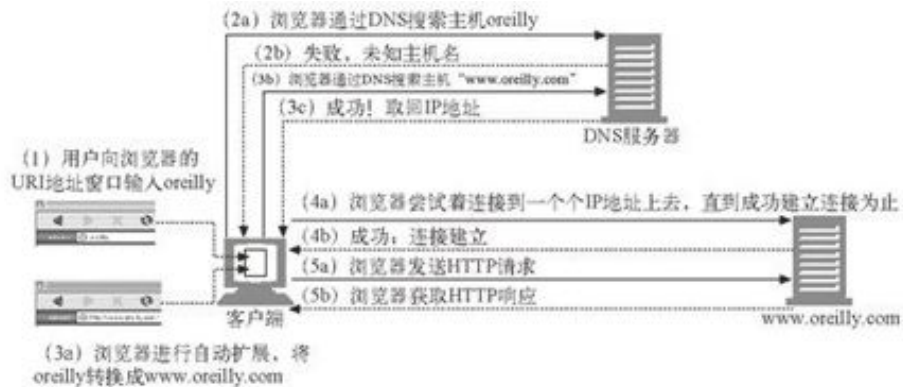 (2a) 浏览器通过DNS搜索主机oreilly
(2b) 失败，未知主机名
(3b) 浏览器通过DNS搜索主机“www.oreilly.com”
(3c) 成功！取回IP地址
DNS服务器
(1) 用户向浏览器的
URI地址窗口输入oreilly
(4a) 浏览器尝试着连接到一个个IP地址上去，直到成功建立连接为止
(4b) 成功；连接建立
(5a) 浏览器发送HTTP请求
(5b) 浏览器获取HTTP响应
客户端
www.oreilly.com
(3a) 浏览器进行自动扩展，将
oreilly转换成www.oreilly.com